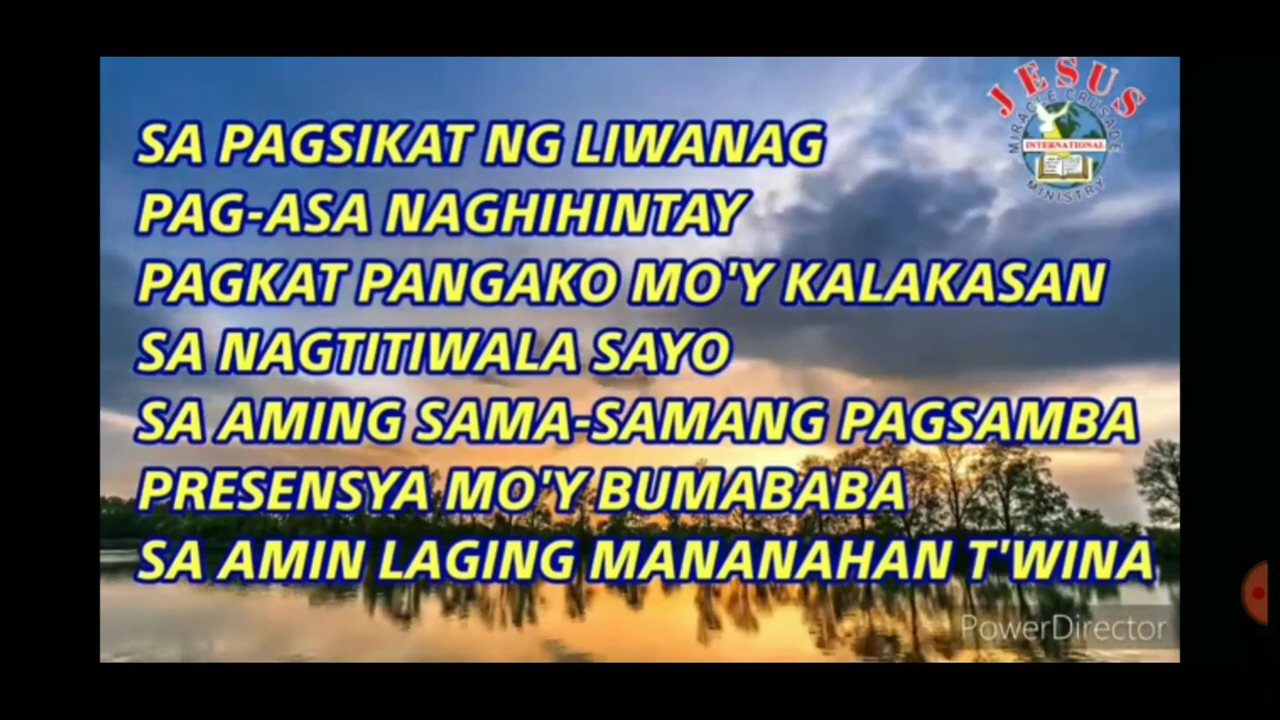 JESUS
MIRACLE CRUSADE
INTERNATIONAL
MINISTRY
SA PAGSIKAT NG LIWANAG
PAG-ASA NAGHIHINTAY
PAGKAT PANGAKO MO'Y KALAKASAN
SA NAGTITIWALA SAYO
SA AMING SAMA-SAMANG PAGSAMBA
PRESENSYA MO'Y BUMABABA
SA AMIN LAGING MANANAHAN T'WINA
PowerDirector